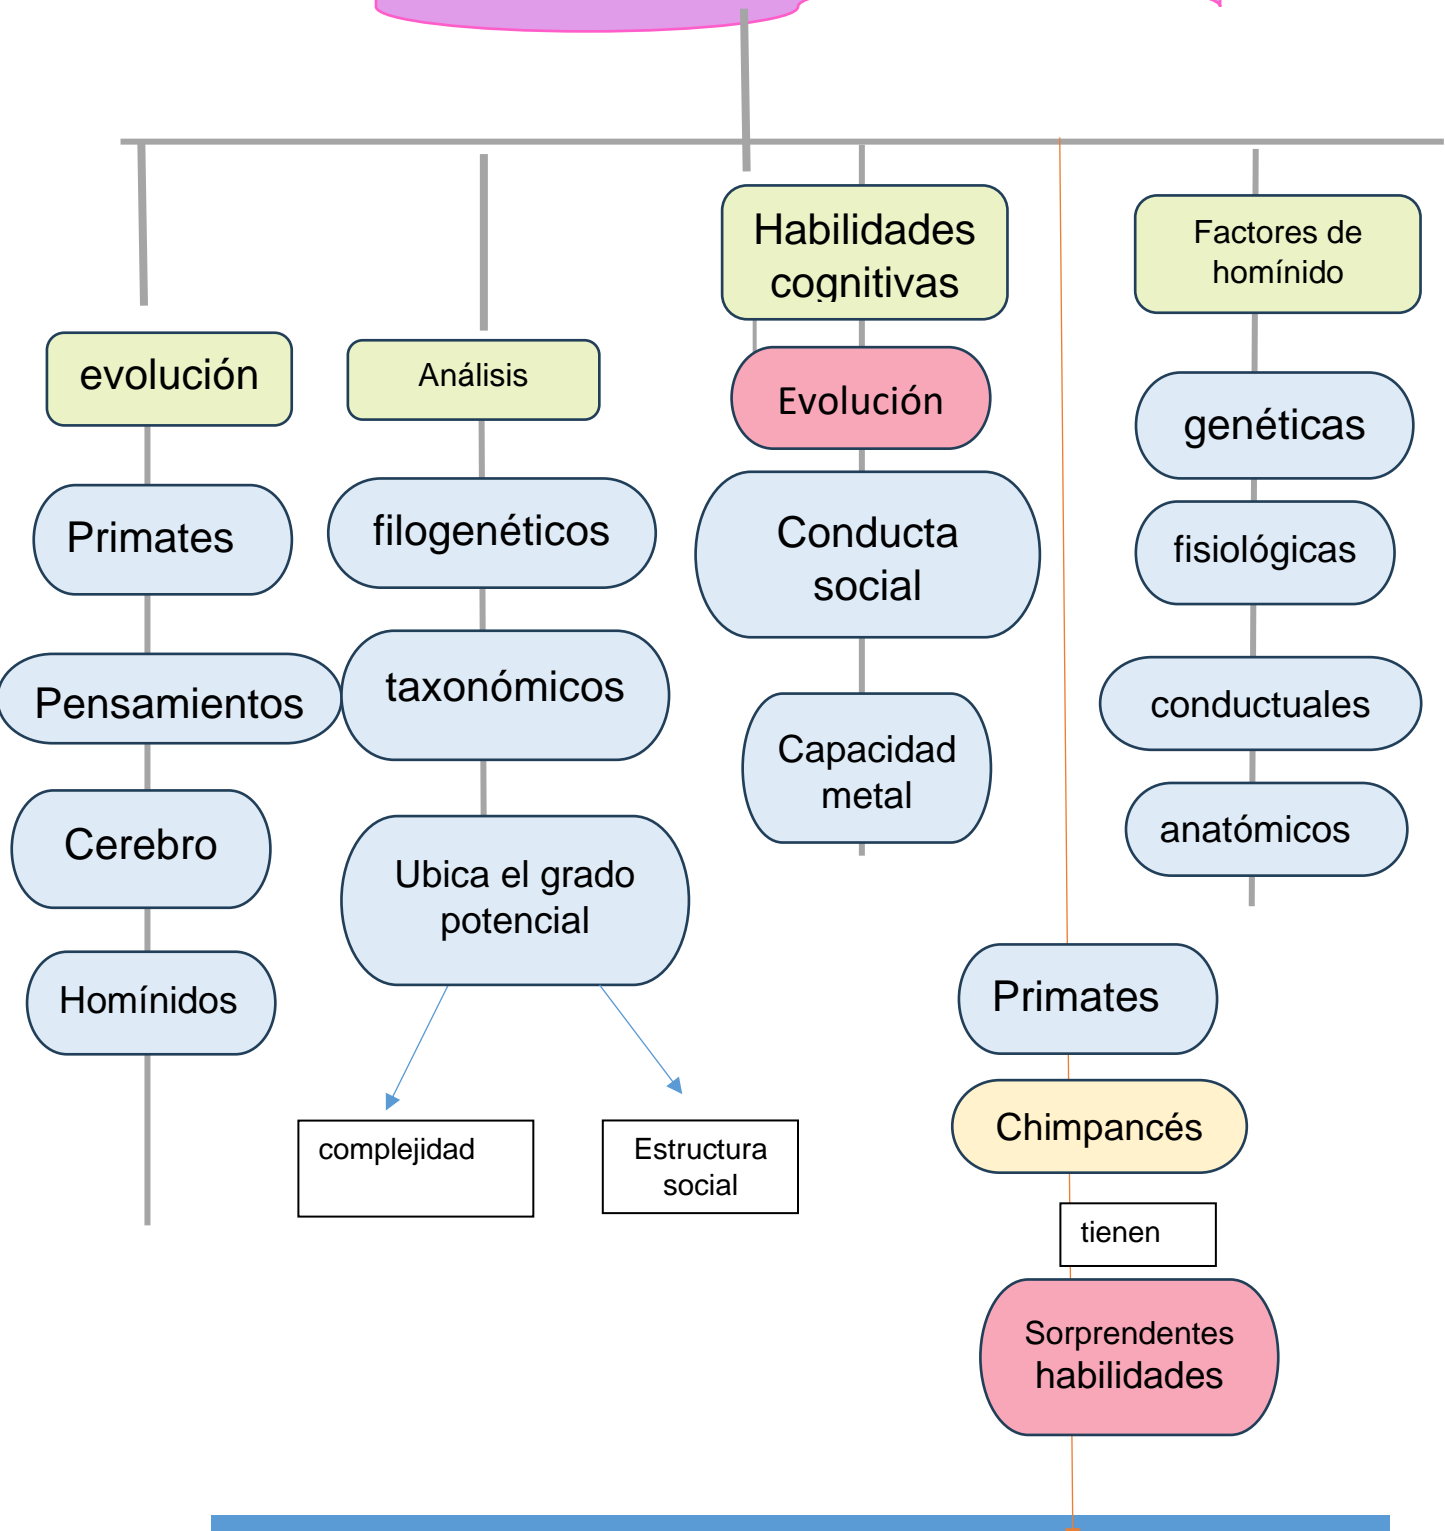 evolución
Primates
Pensamientos
Cerebro
Homínidos
Análisis
filogenéticos
taxonómicos
Ubica el grado
potencial
complejidad
Estructura
social
Habilidades
cognitivas
Evolución
Conducta
social
Capacidad
metal
Primates
Chimpancés
tienen
Sorprendentes
habilidades
Factores de
homínido
genéticas
fisiológicas
conductuales
anatómicos